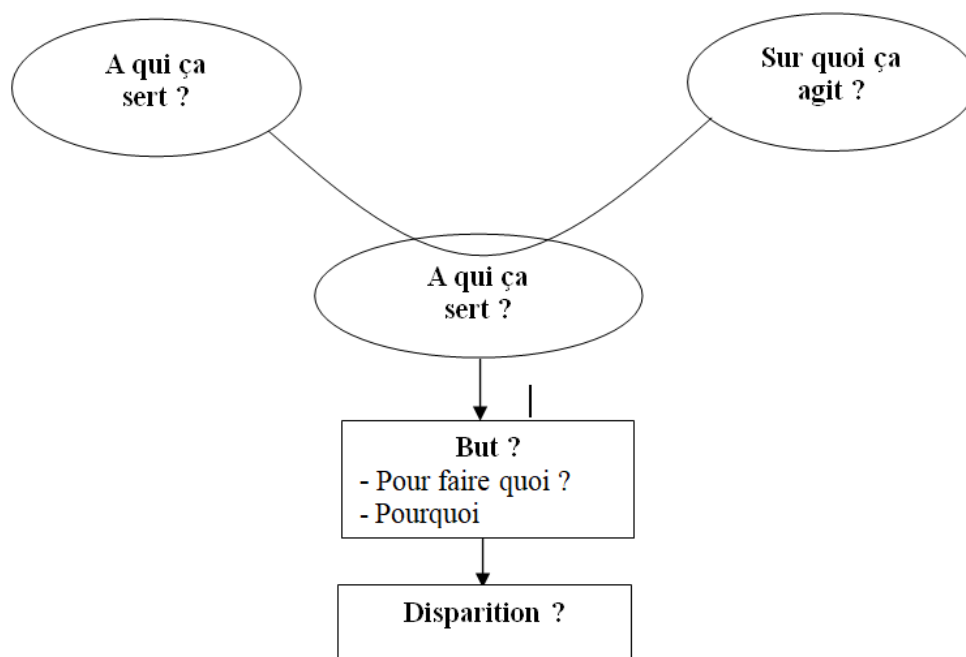 A qui ça
sert ?
Sur quoi ça
agit ?
A qui ça
sert ?
But ?
- Pour faire quoi ?
- Pourquoi
Disparition ?